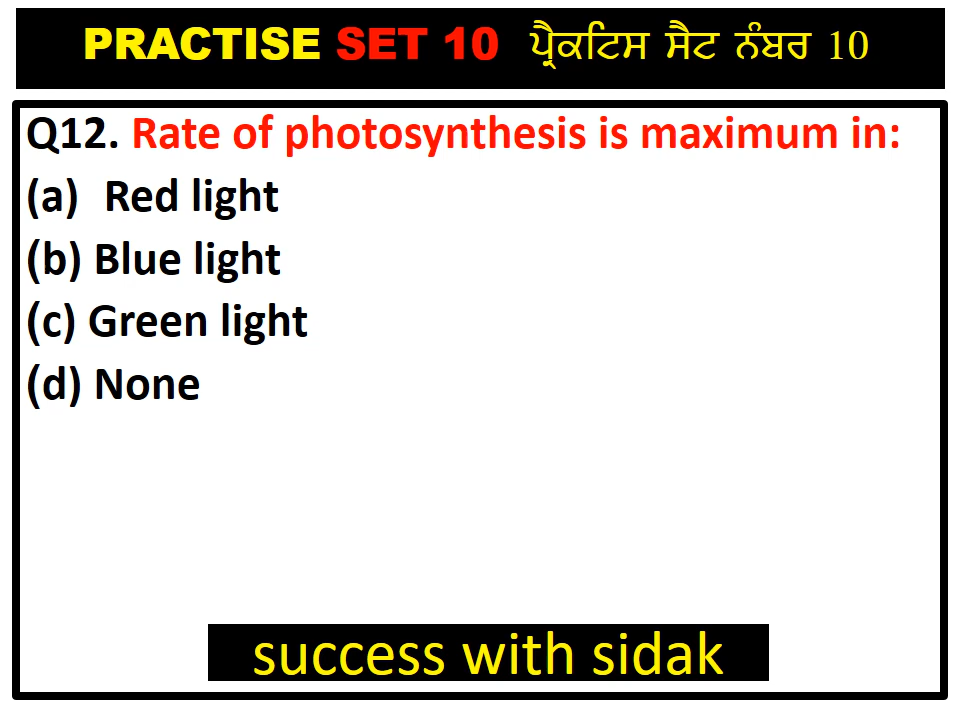 PRACTISE SET 10 ਪ੍ਰੈਕਟਿਸ ਸੈਟ ਨੰਬਰ 10
Q12. Rate of photosynthesis is maximum in:
(a) Red light
(b) Blue light
(c) Green light
(d) None
success with sidak